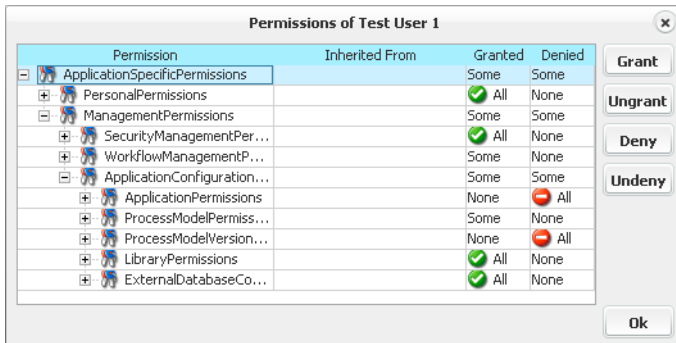 Permissions of Test User 1
Permission Inherited From Granted Denied
ApplicationSpecificPermissions Some Some
PersonalPermissions All None
ManagementPermissions Some Some
SecurityManagementPer... All None
WorkflowManagementP... Some None
ApplicationConfiguration... Some Some
ApplicationPermissions None All
ProcessModelPermiss... Some None
ProcessModelVersion... None All
LibraryPermissions All None
ExternalDatabaseCo... All None
Grant
Ungrant
Deny
Undeny
Ok